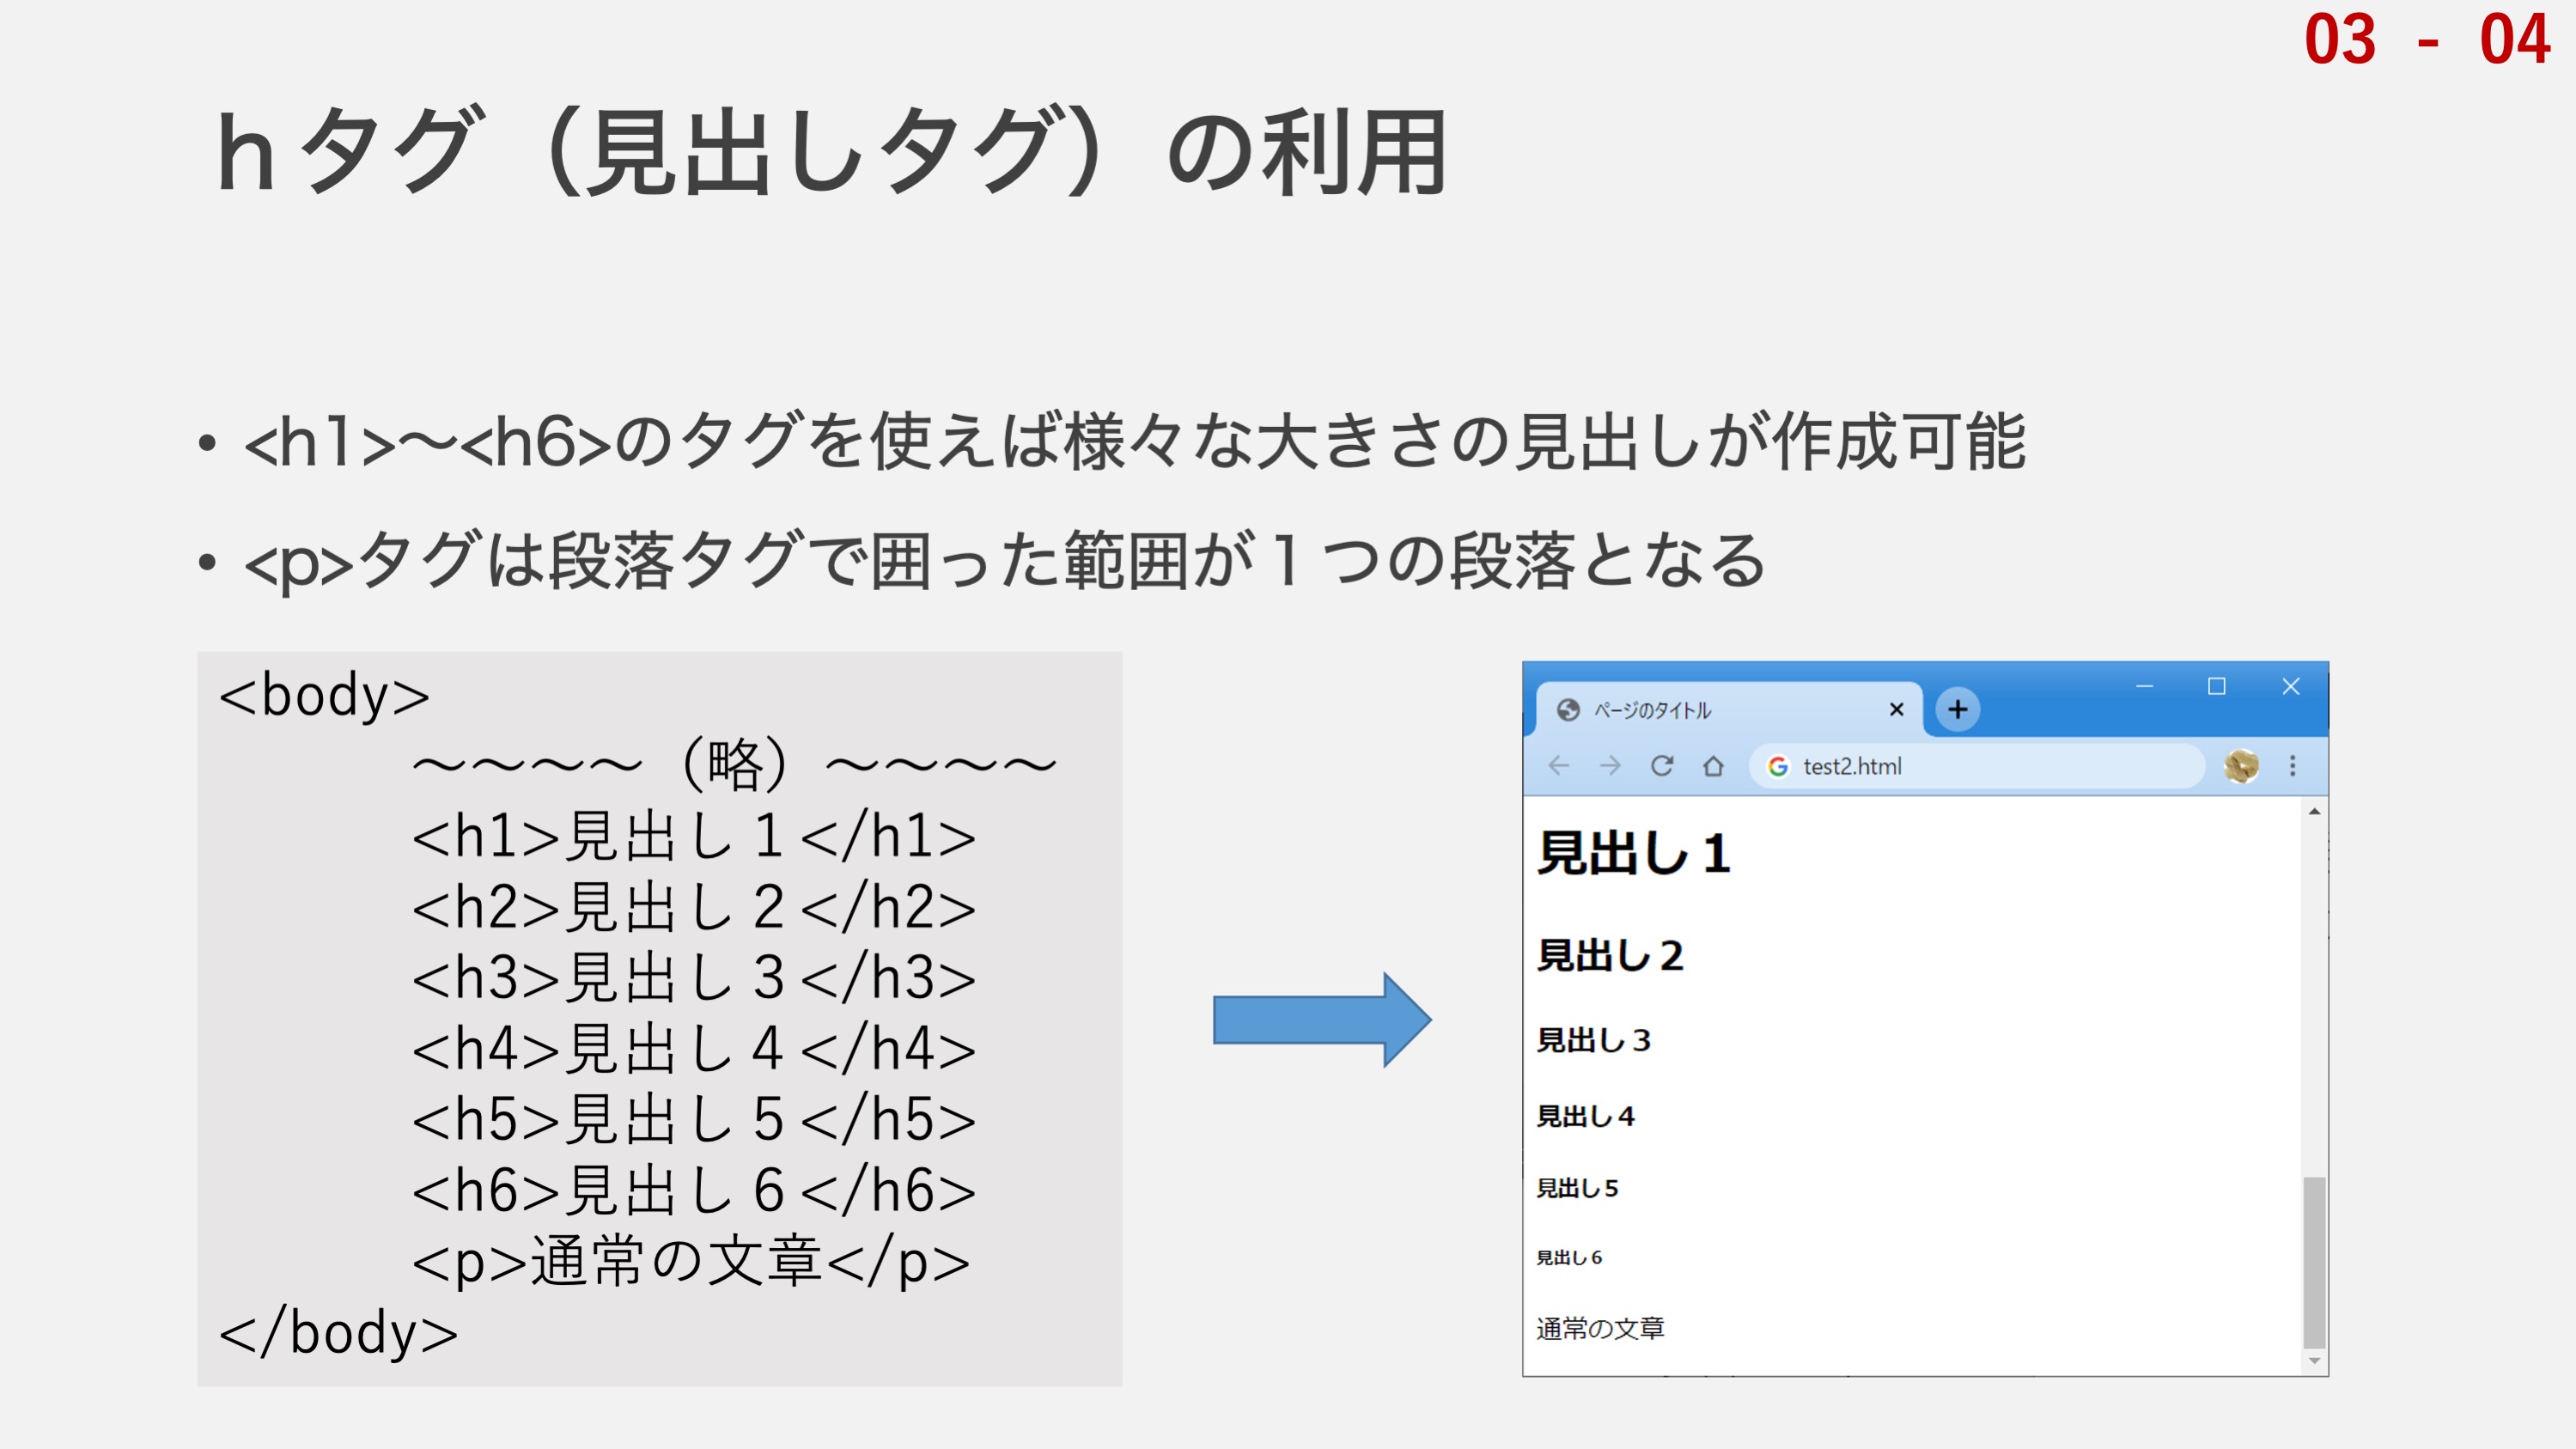 03 - 04
hタグ（見出しタグ）の利用
• <h1>～<h6>のタグを使えば様々な大きさの見出しが作成可能
• <p>タグは段落タグで囲った範囲が１つの段落となる
<body>
～～～～（略）～～～～
<h1>見出し１</h1>
<h2>見出し２</h2>
<h3>見出し３</h3>
<h4>見出し４</h4>
<h5>見出し５</h5>
<h6>見出し６</h6>
<p>通常の文章</p>
</body>
ページのタイトル
test2.html
見出し１
見出し２
見出し３
見出し４
見出し５
見出し６
通常の文章